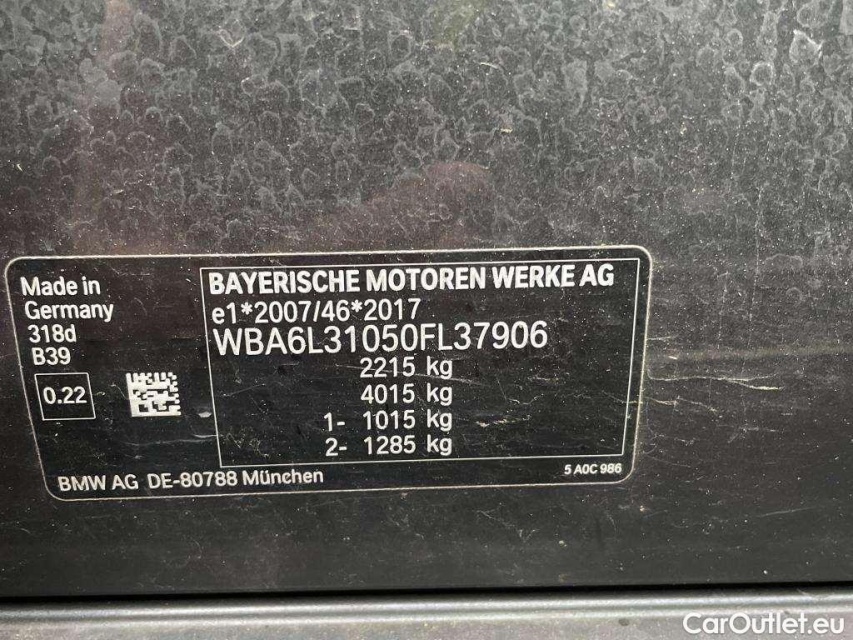 Made in
Germany
318d
B39
0.22
BAYERISCHE MOTOREN WERKE AG
e1*2007/46*2017
WBA6L31050FL37906
2215 kg
4015 kg
1- 1015 kg
2- 1285 kg
BMW AG DE-80788 München
5 A0C 986
CarOutlet.eu